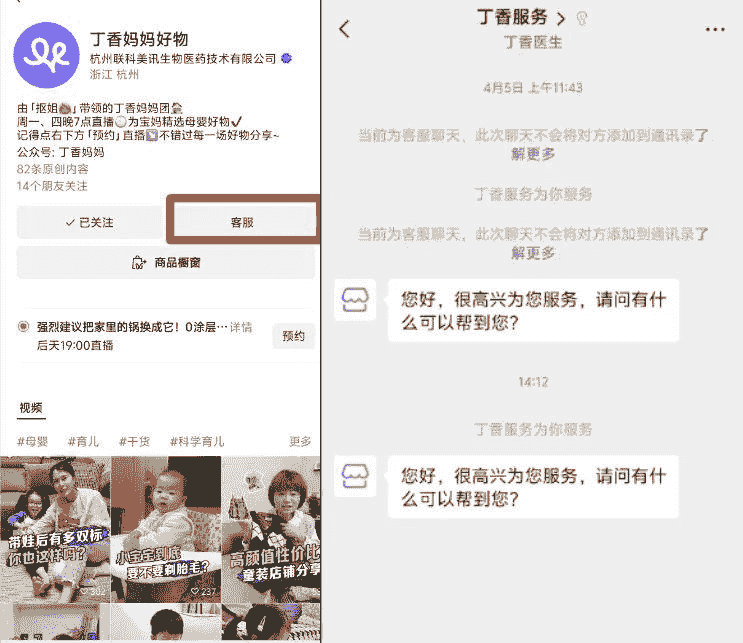 丁香妈妈好物
杭州联科美讯生物医药技术有限公司
浙江 杭州
由「抠姐」带领的丁香妈妈团
周一、四晚7点直播为宝妈精选母婴好物✓
记得点右下方「预约」直播不错过每一场好物分享~
公众号: 丁香妈妈
82条原创内容
14个朋友关注
✓ 已关注
客服
商品橱窗
强烈建议把家里的锅换成它！0涂层…详情
后天19:00直播
预约
视频
#母婴 #育儿 #干货 #科学育儿 更多
带娃后有多双标
你也这样吗？
302
小宝宝到底
要不要剃胎毛？
237
高颜值性价比
童装店铺分享
丁香服务
丁香医生
4月5日 上午11:43
当前为客服聊天，此次聊天不会将对方添加到通讯录了
解更多
丁香服务为你服务
当前为客服聊天，此次聊天不会将对方添加到通讯录了
解更多
您好，很高兴为您服务，请问有什
么可以帮到您？
14:12
丁香服务为你服务
您好，很高兴为您服务，请问有什
么可以帮到您？